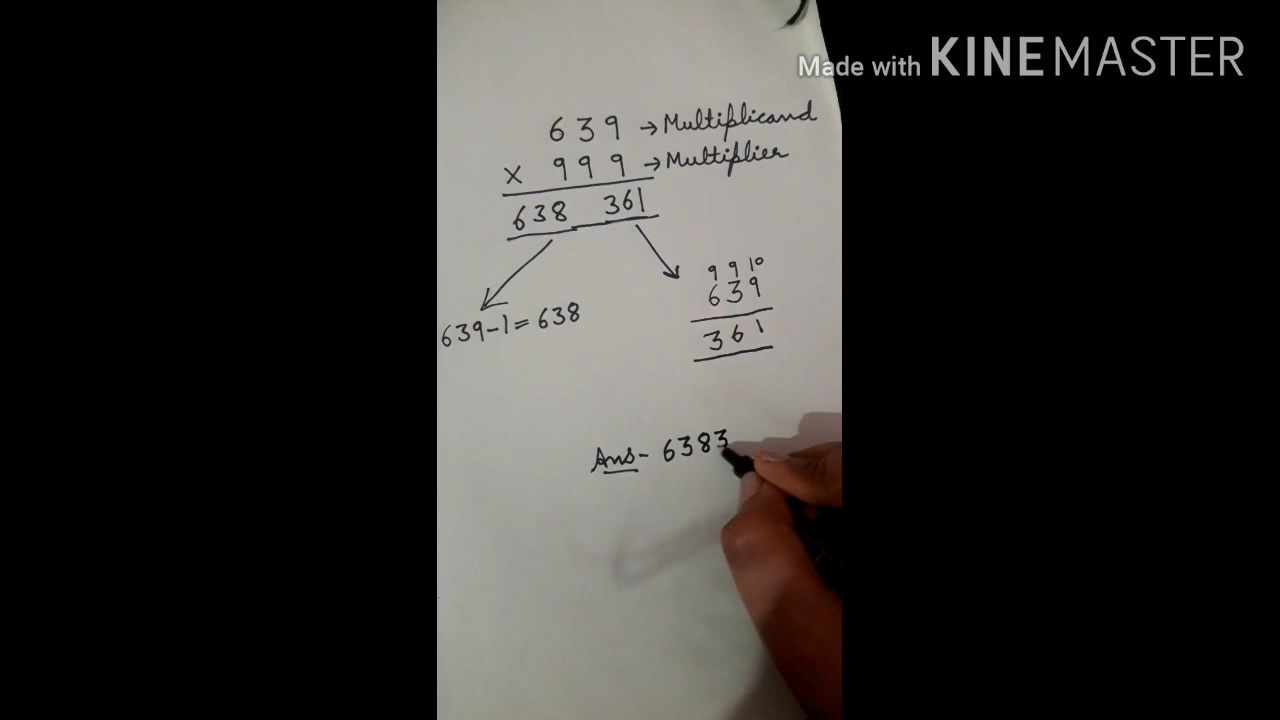 Made with KINEMASTER
639 → Multiplicand
× 999 → Multiplier
638 361
9 9 10
639
361
639-1=638
Ans- 6383